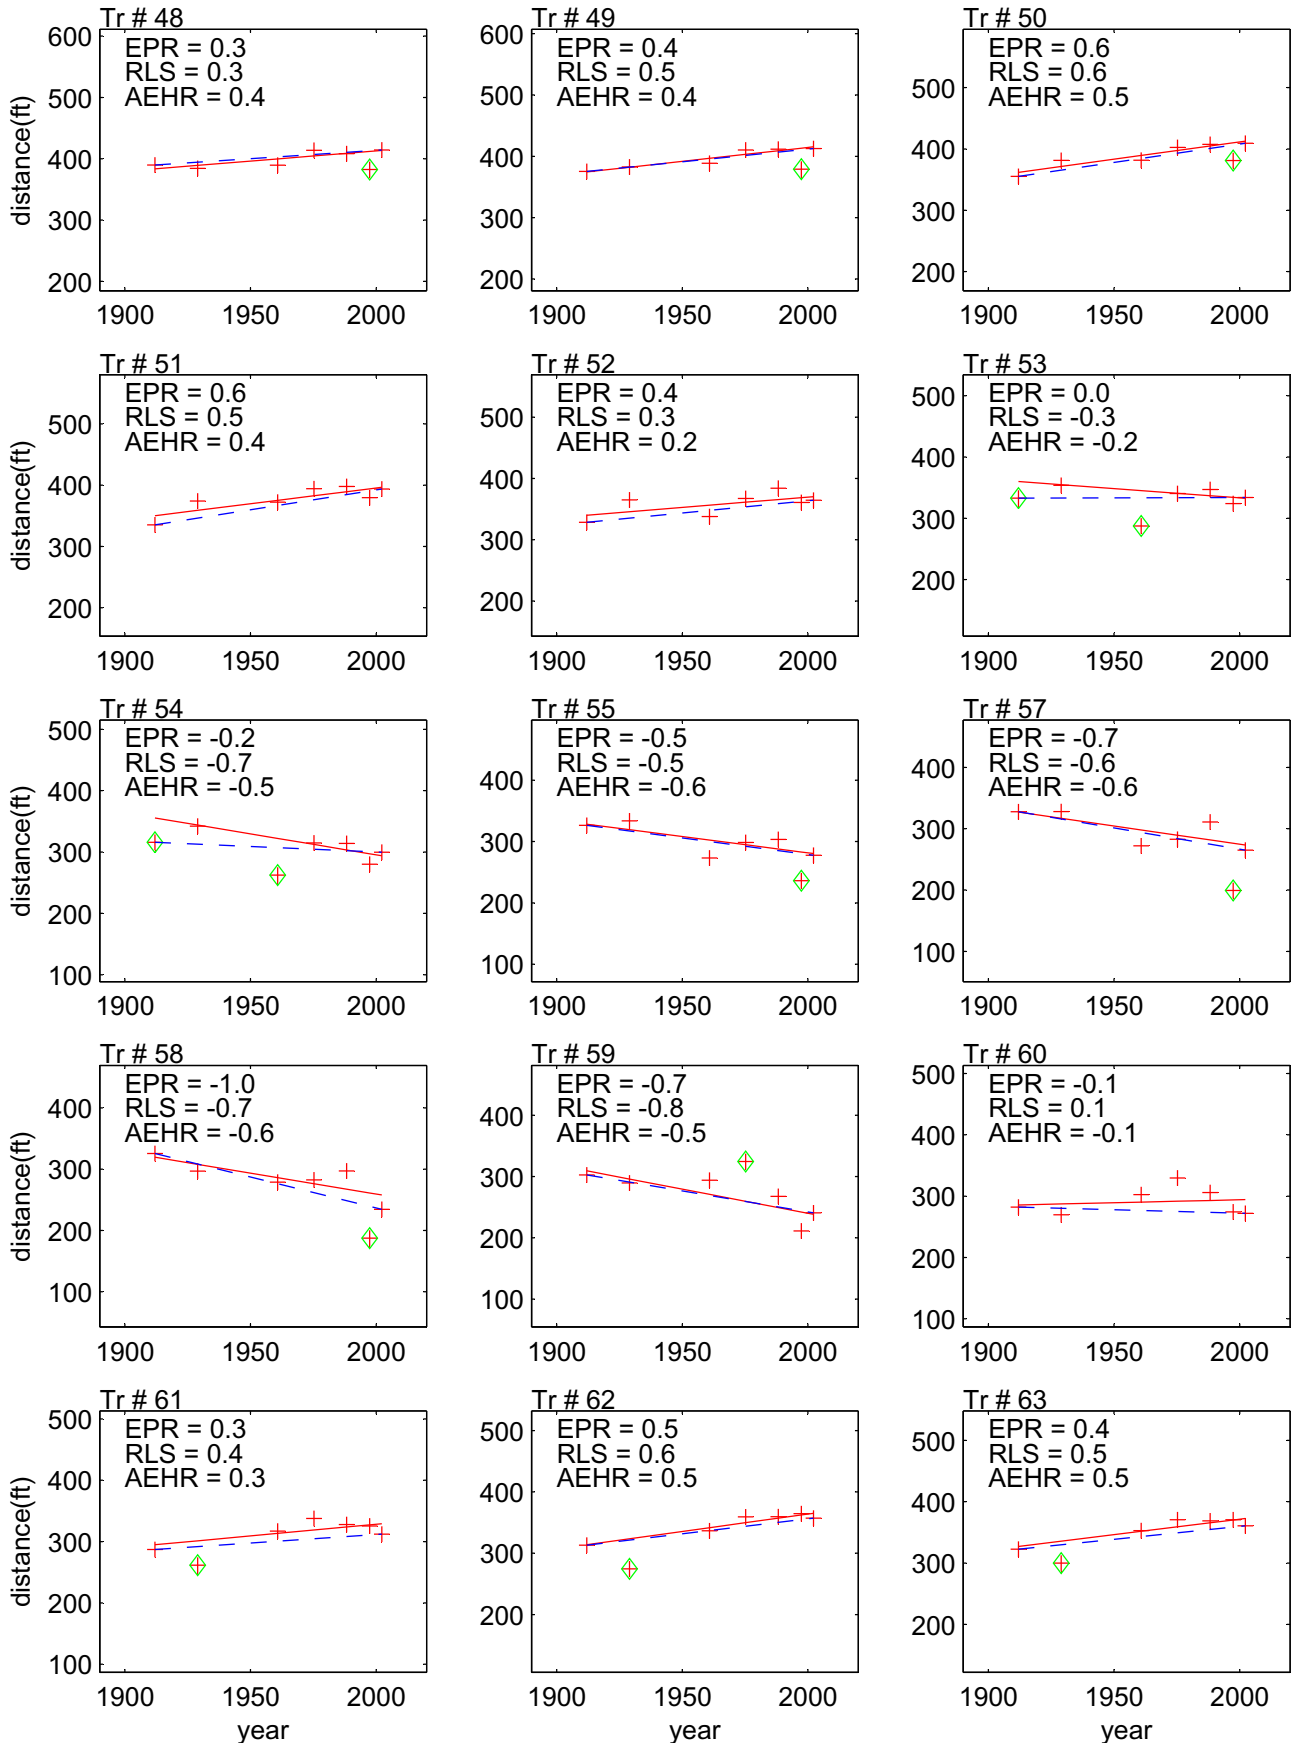 Tr # 48
EPR = 0.3
RLS = 0.3
AEHR = 0.4
600
500
400
300
200
distance(ft)
1900 1950 2000
Tr # 49
EPR = 0.4
RLS = 0.5
AEHR = 0.4
600
500
400
300
200
1900 1950 2000
Tr # 50
EPR = 0.6
RLS = 0.6
AEHR = 0.5
500
400
300
200
1900 1950 2000
Tr # 51
EPR = 0.6
RLS = 0.5
AEHR = 0.4
500
400
300
200
distance(ft)
1900 1950 2000
Tr # 52
EPR = 0.4
RLS = 0.3
AEHR = 0.2
500
400
300
200
1900 1950 2000
Tr # 53
EPR = 0.0
RLS = -0.3
AEHR = -0.2
500
400
300
200
1900 1950 2000
Tr # 54
EPR = -0.2
RLS = -0.7
AEHR = -0.5
500
400
300
200
100
distance(ft)
1900 1950 2000
Tr # 55
EPR = -0.5
RLS = -0.5
AEHR = -0.6
400
300
200
100
1900 1950 2000
Tr # 57
EPR = -0.7
RLS = -0.6
AEHR = -0.6
400
300
200
100
1900 1950 2000
Tr # 58
EPR = -1.0
RLS = -0.7
AEHR = -0.6
400
300
200
100
distance(ft)
1900 1950 2000
Tr # 59
EPR = -0.7
RLS = -0.8
AEHR = -0.5
400
300
200
100
1900 1950 2000
Tr # 60
EPR = -0.1
RLS = 0.1
AEHR = -0.1
500
400
300
200
100
1900 1950 2000
Tr # 61
EPR = 0.3
RLS = 0.4
AEHR = 0.3
500
400
300
200
100
distance(ft)
1900 1950 2000
year
Tr # 62
EPR = 0.5
RLS = 0.6
AEHR = 0.5
500
400
300
200
1900 1950 2000
year
Tr # 63
EPR = 0.4
RLS = 0.5
AEHR = 0.5
500
400
300
200
1900 1950 2000
year